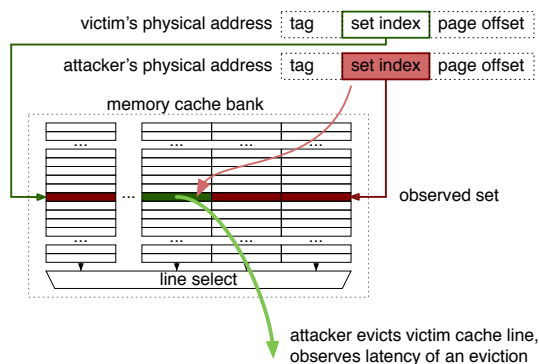 victim's physical address tag set index page offset
attacker's physical address tag set index page offset
memory cache bank
... ... ... ...
... observed set
... ... ... ...
line select
attacker evicts victim cache line,
observes latency of an eviction